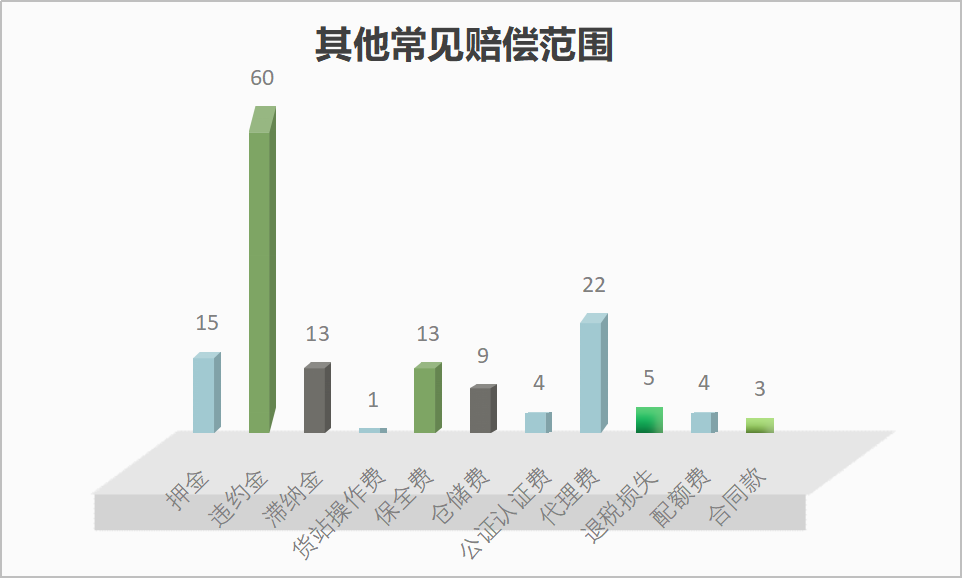 其他常见赔偿范围
60
15
13
1
13
9
4
22
5
4
3
押金
违约金
滞纳金
货站操作费
保全费
仓储费
公证认证费
代理费
退税损失
配额费
合同款